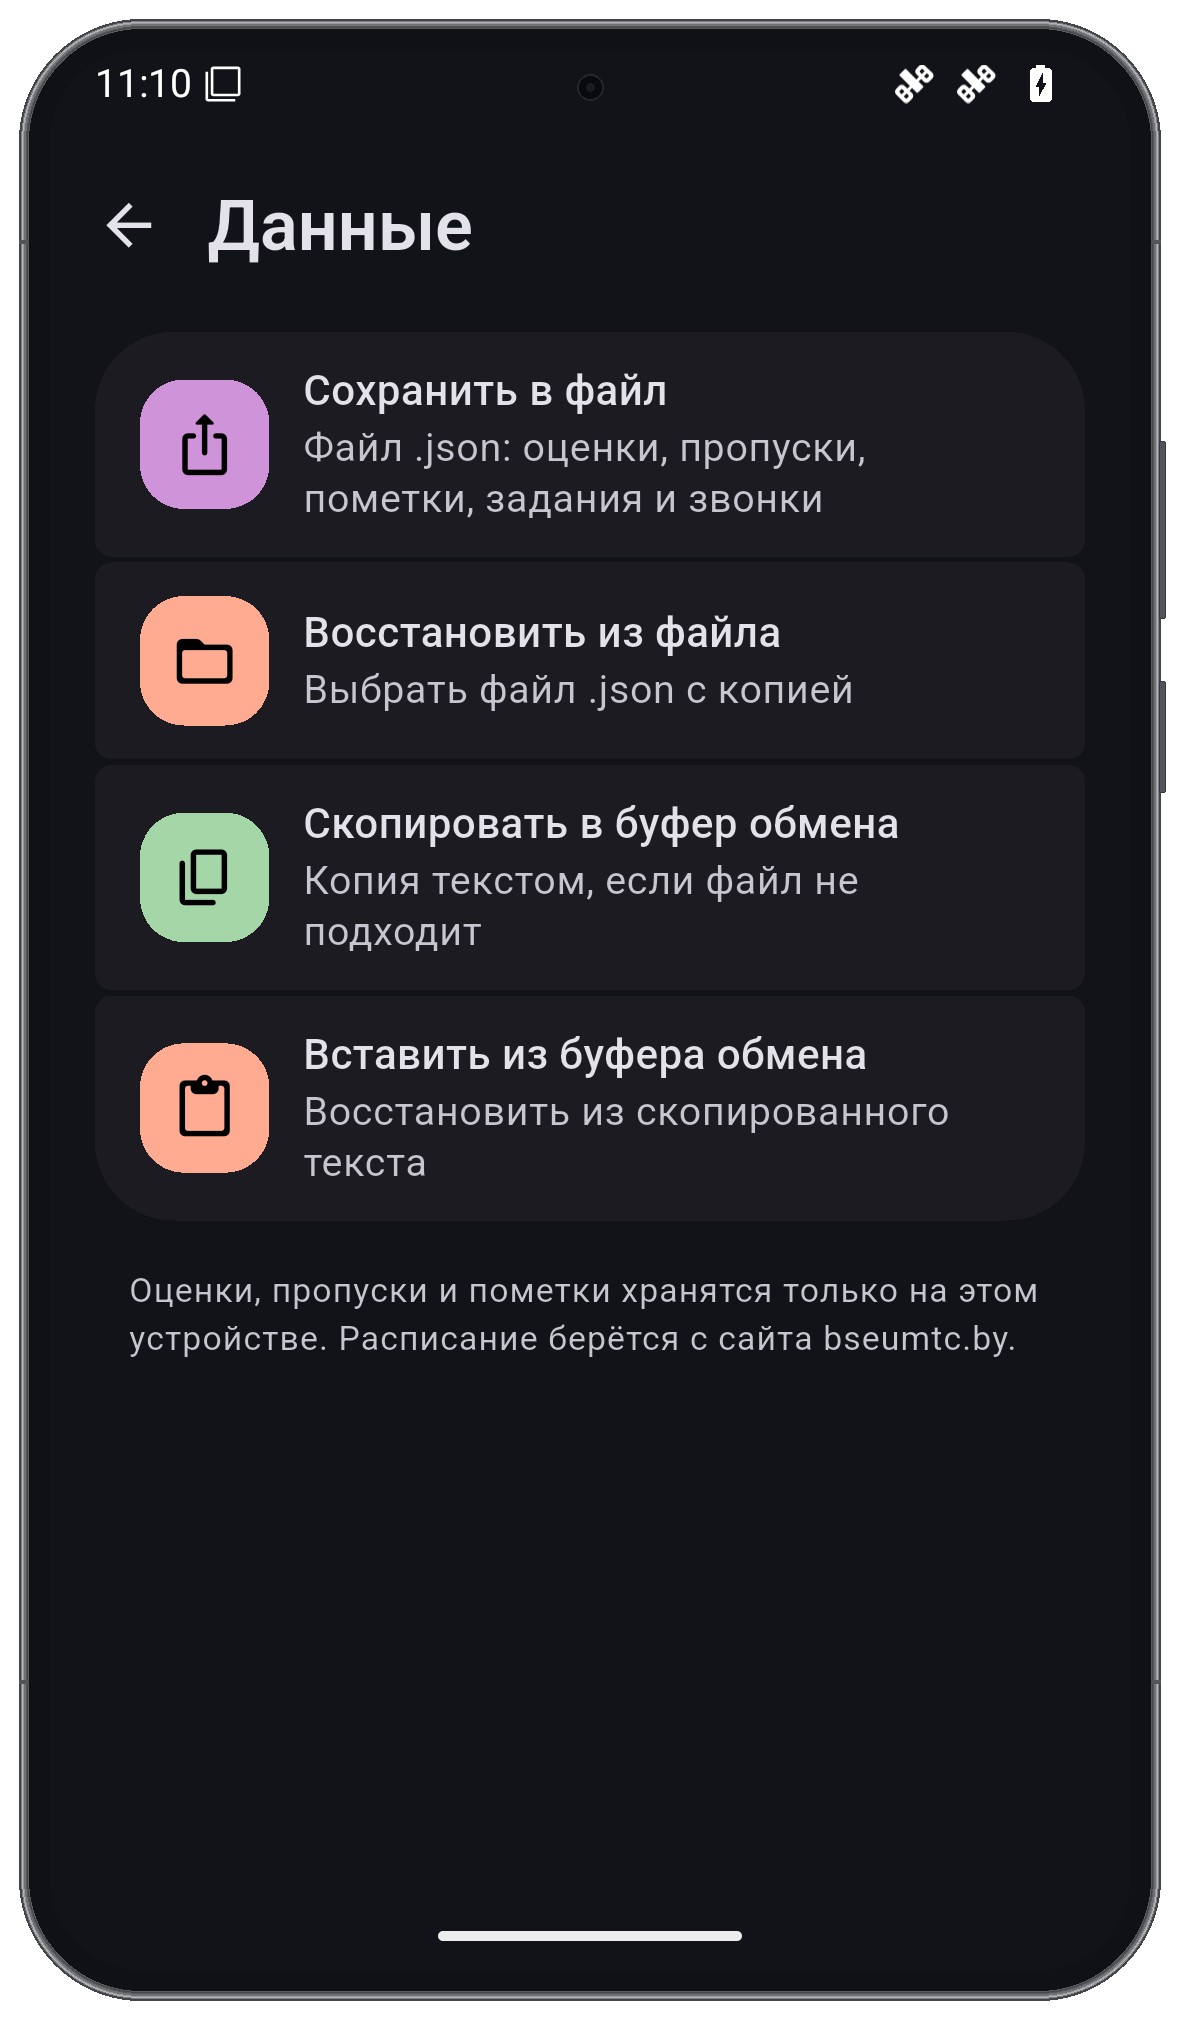 11:10
Данные
Сохранить в файл
Файл .json: оценки, пропуски,
пометки, задания и звонки
Восстановить из файла
Выбрать файл .json с копией
Скопировать в буфер обмена
Копия текстом, если файл не
подходит
Вставить из буфера обмена
Восстановить из скопированного
текста
Оценки, пропуски и пометки хранятся только на этом
устройстве. Расписание берётся с сайта bseumtc.by.